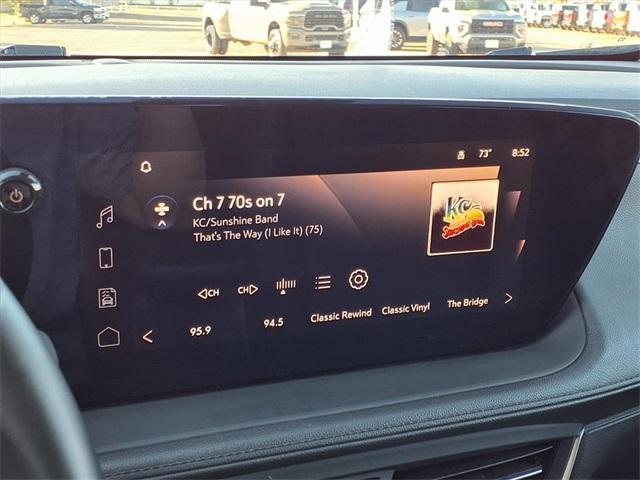 73° 8:52
Ch 7 70s on 7
KC/Sunshine Band
That's The Way (I Like It) (75)
KC
CH CH
95.9 94.5 Classic Rewind Classic Vinyl The Bridge